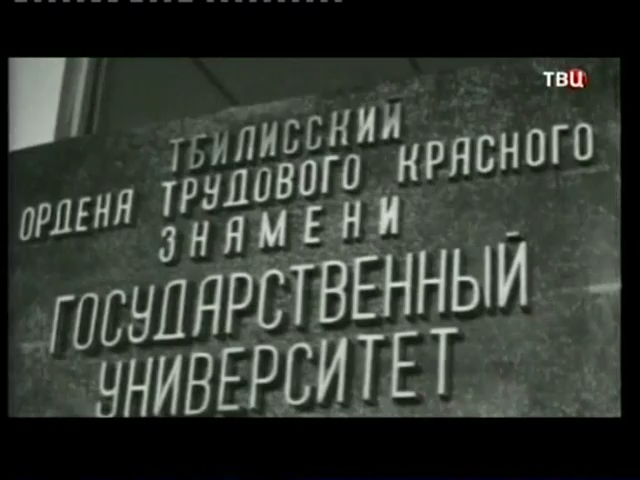 ТВЦ
ТБИЛИССКИЙ
ОРДЕНА ТРУДОВОГО КРАСНОГО
ЗНАМЕНИ
ГОСУДАРСТВЕННЫЙ
УНИВЕРСИТЕТ